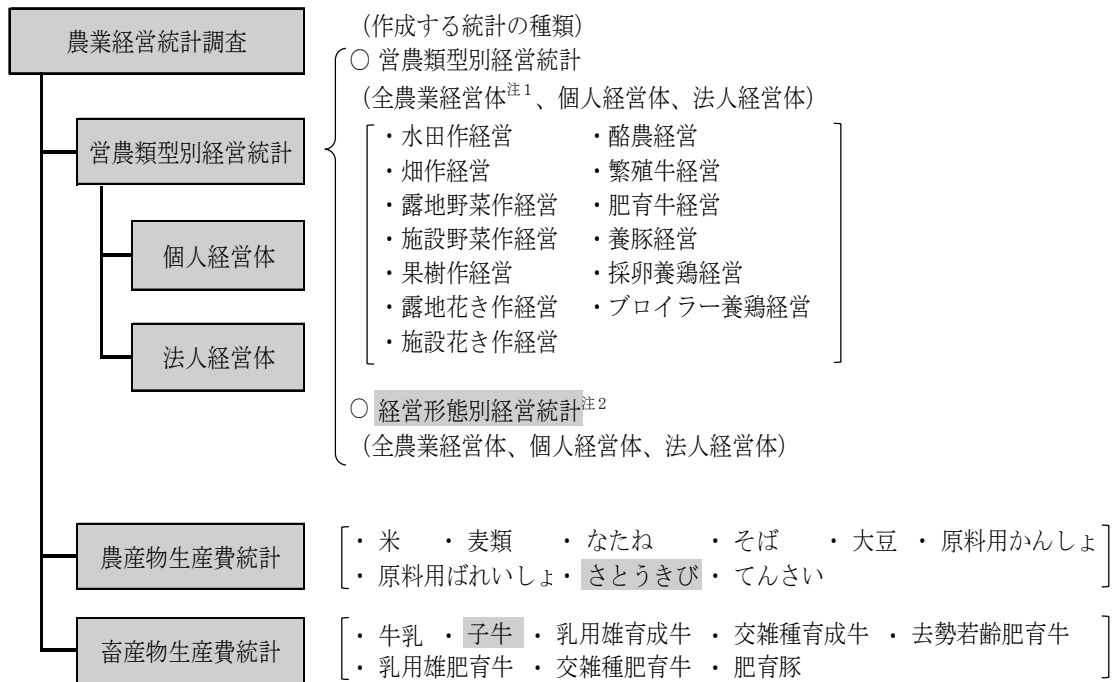 農業経営統計調査
(作成する統計の種類)
○ 営農類型別経営統計
(全農業経営体注1、個人経営体、法人経営体)
営農類型別経営統計
・水田作経営 ・酪農経営
・畑作経営 ・繁殖牛経営
・露地野菜作経営 ・肥育牛経営
・施設野菜作経営 ・養豚経営
・果樹作経営 ・採卵養鶏経営
・露地花き作経営 ・ブロイラー養鶏経営
・施設花き作経営
個人経営体
法人経営体
○ 経営形態別経営統計注2
(全農業経営体、個人経営体、法人経営体)
農産物生産費統計
・ 米 ・ 麦類 ・ なたね ・ そば ・ 大豆 ・ 原料用かんしょ
・ 原料用ばれいしょ ・ さとうきび ・ てんさい
畜産物生産費統計
・ 牛乳 ・ 子牛 ・ 乳用雄育成牛 ・ 交雑種育成牛 ・ 去勢若齢肥育牛
・ 乳用雄肥育牛 ・ 交雑種肥育牛 ・ 肥育豚